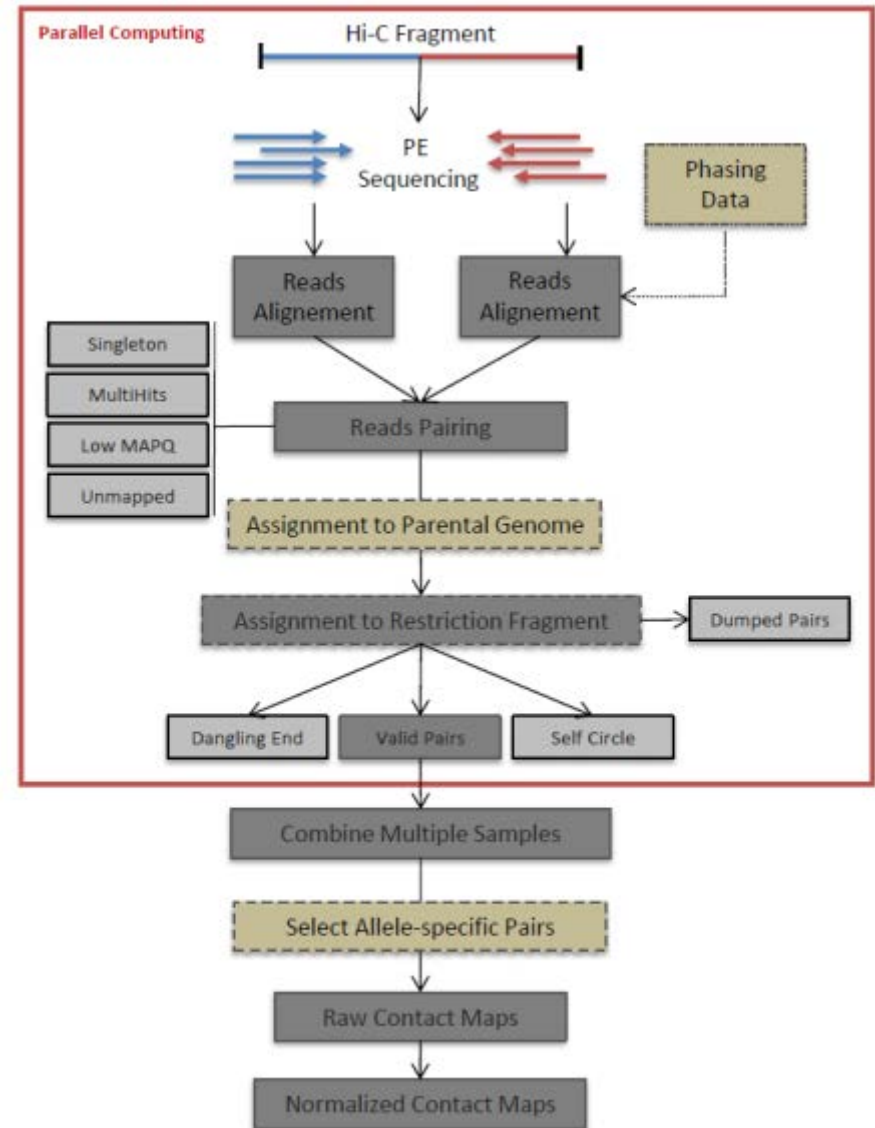 Parallel Computing
Hi-C Fragment
PE
Sequencing
Phasing
Data
Reads
Alignement
Reads
Alignement
Singleton
MultiHits
Low MAPQ
Unmapped
Reads Pairing
Assignment to Parental Genome
Assignment to Restriction Fragment
Dumped Pairs
Dangling End
Valid Pairs
Self Circle
Combine Multiple Samples
Select Allele-specific Pairs
Raw Contact Maps
Normalized Contact Maps